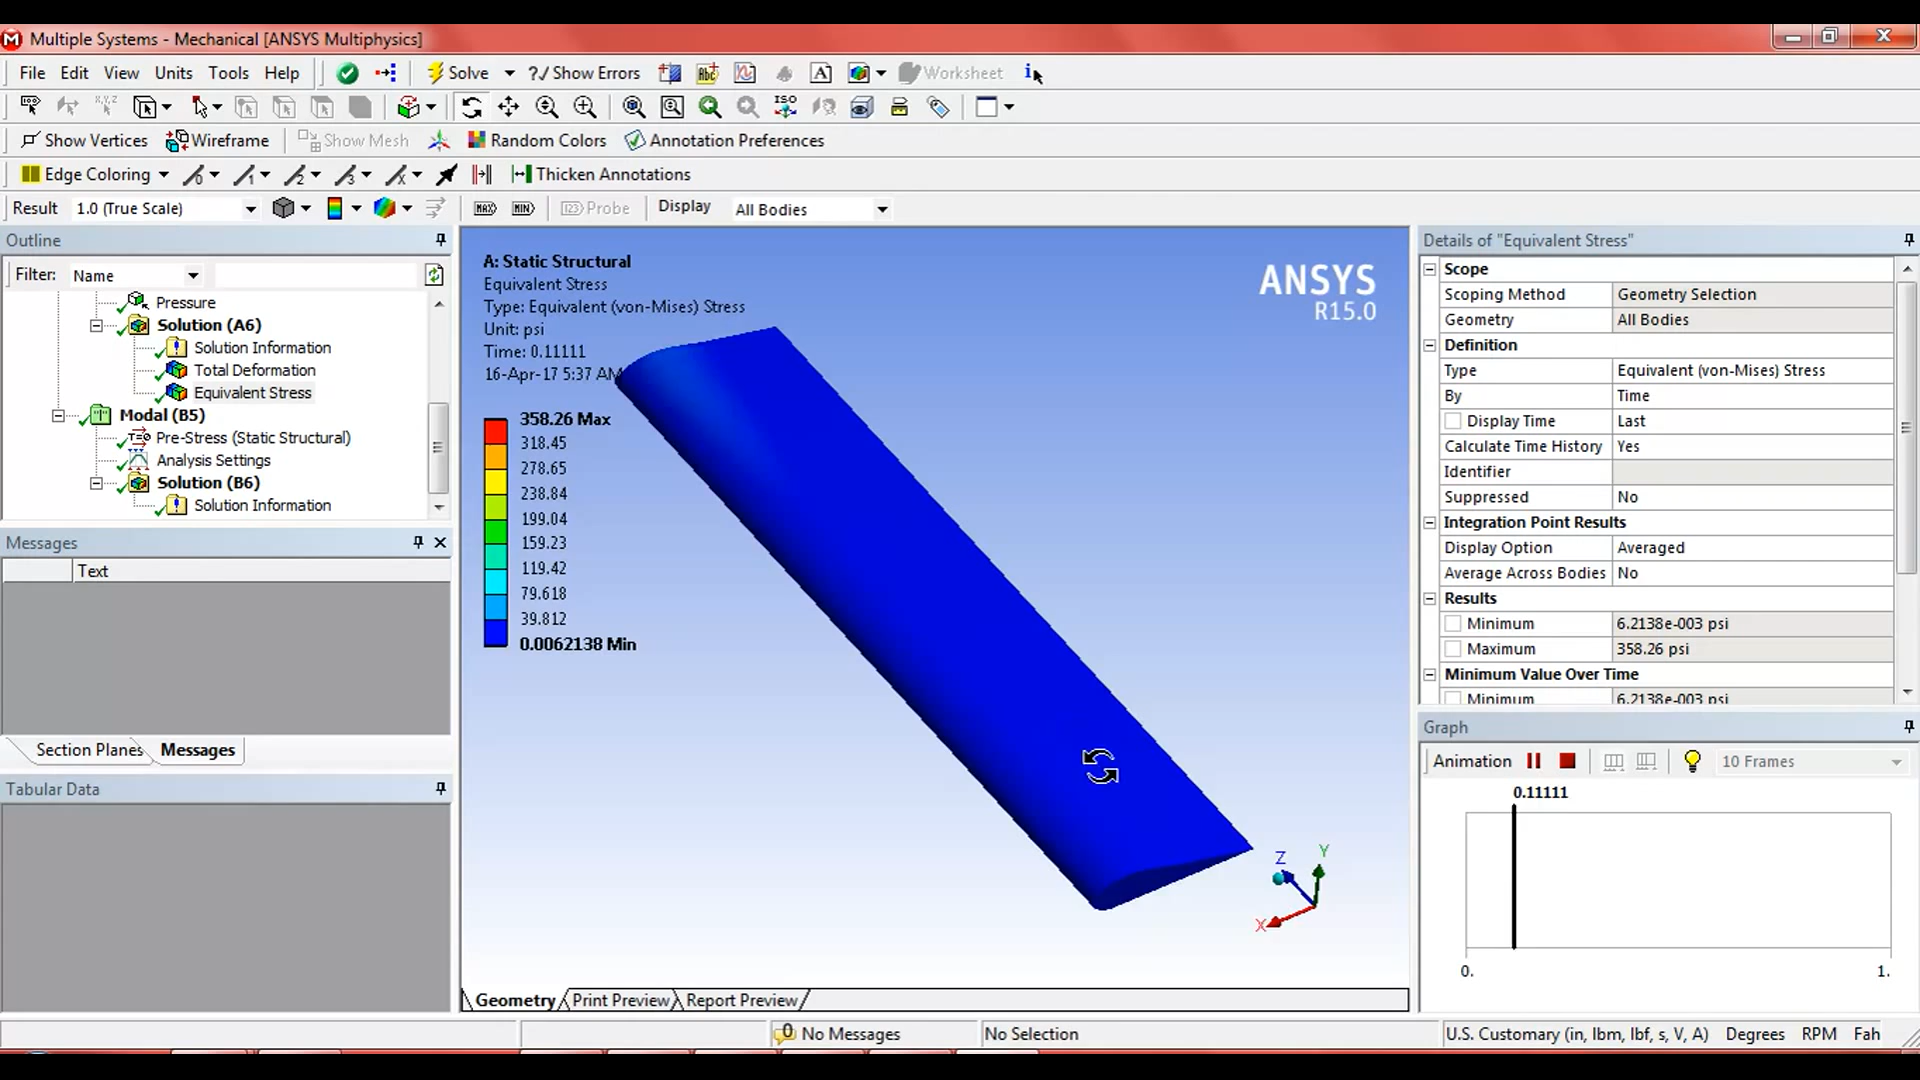 Multiple Systems - Mechanical [ANSYS Multiphysics]
File Edit View Units Tools Help Solve ?/ Show Errors Worksheet
Show Vertices Wireframe Show Mesh Random Colors Annotation Preferences
Edge Coloring Thicken Annotations
Result 1.0 (True Scale) MAX MIN Probe Display All Bodies
Outline
Filter: Name
Pressure
Solution (A6)
Solution Information
Total Deformation
Equivalent Stress
Modal (B5)
Pre-Stress (Static Structural)
Analysis Settings
Solution (B6)
Solution Information
Messages
Text
Section Planes Messages
Tabular Data
A: Static Structural
Equivalent Stress
Type: Equivalent (von-Mises) Stress
Unit: psi
Time: 0.11111
16-Apr-17 5:37 AM
358.26 Max
318.45
278.65
238.84
199.04
159.23
119.42
79.618
39.812
0.0062138 Min
ANSYS
R15.0
Z
Y
X
Geometry Print Preview Report Preview
Details of "Equivalent Stress"
Scope
Scoping Method Geometry Selection
Geometry All Bodies
Definition
Type Equivalent (von-Mises) Stress
By Time
Display Time Last
Calculate Time History Yes
Identifier
Suppressed No
Integration Point Results
Display Option Averaged
Average Across Bodies No
Results
Minimum 6.2138e-003 psi
Maximum 358.26 psi
Minimum Value Over Time
Minimum 6.2138e-003 psi
Graph
Animation 10 Frames
0.11111
0. 1.
No Messages No Selection U.S. Customary (in, lbm, lbf, s, V, A) Degrees RPM Fah